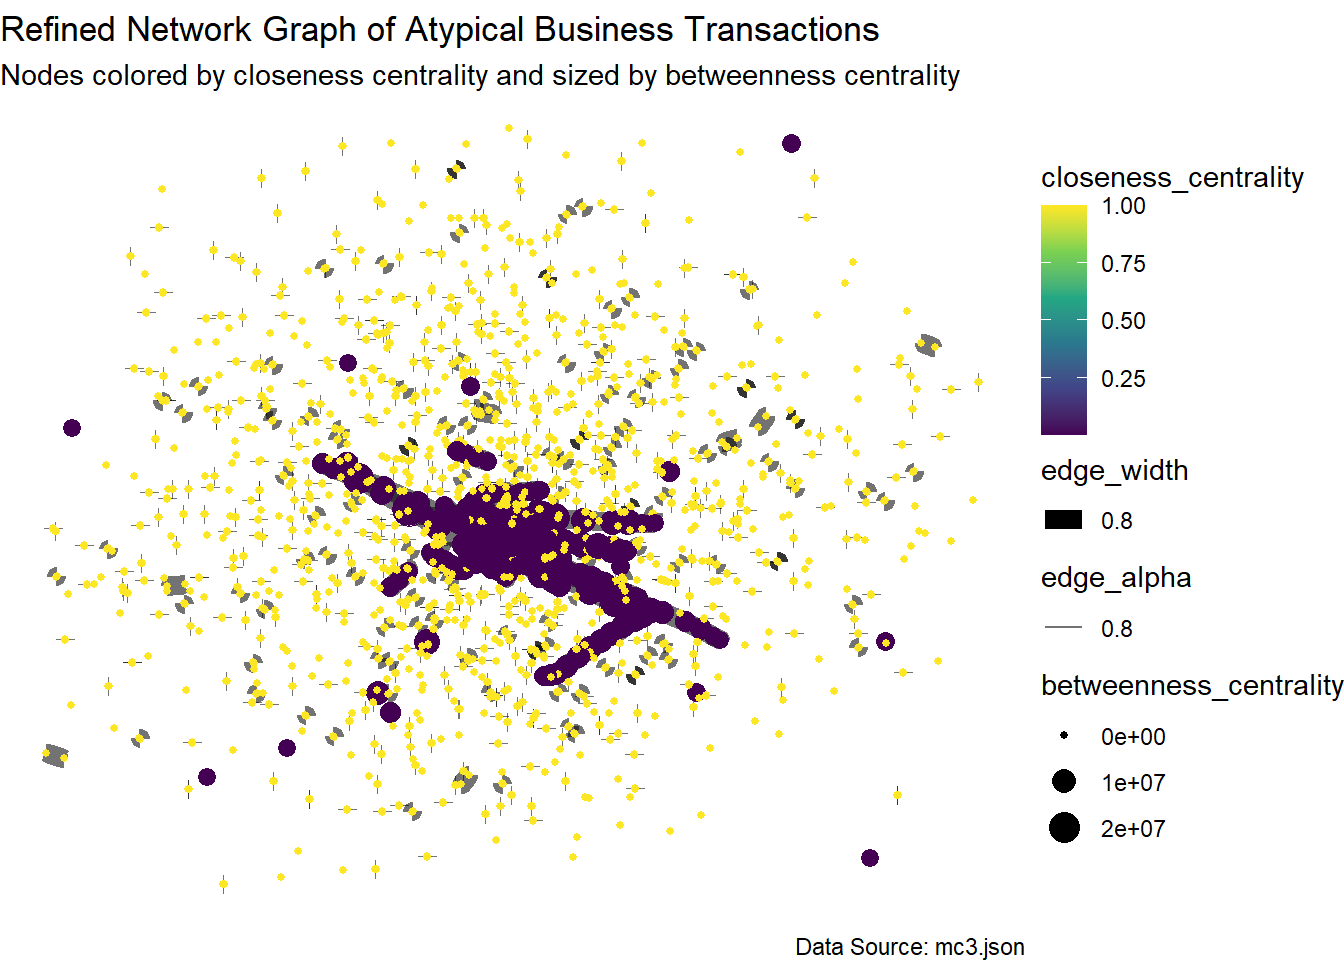 Refined Network Graph of Atypical Business Transactions
Nodes colored by closeness centrality and sized by betweenness centrality
closeness_centrality
1.00
0.75
0.50
0.25
edge_width
0.8
edge_alpha
0.8
betweenness_centrality
0e+00
1e+07
2e+07
Data Source: mc3.json